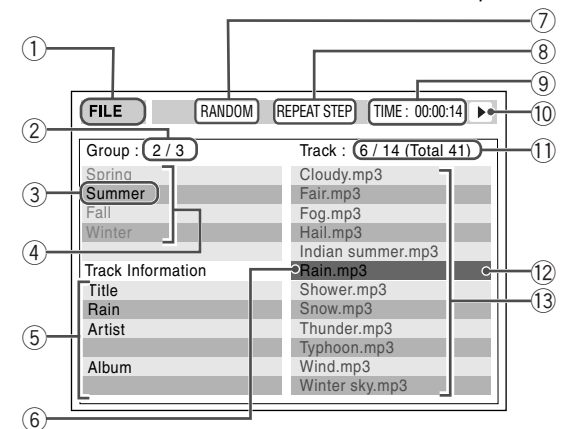 ⑦
① ⑧
⑨
FILE RANDOM REPEAT STEP TIME : 00:00:14 ⑩
②
Group : 2 / 3 Track : 6 / 14 (Total 41) ⑪
Spring Cloudy.mp3
③ Summer Fair.mp3
Fall Fog.mp3
④ Winter Hail.mp3
Indian summer.mp3
Track Information Rain.mp3 ⑫
Title Shower.mp3 ⑬
⑤ Rain Snow.mp3
Artist Thunder.mp3
Typhoon.mp3
Album Wind.mp3
Winter sky.mp3
⑥